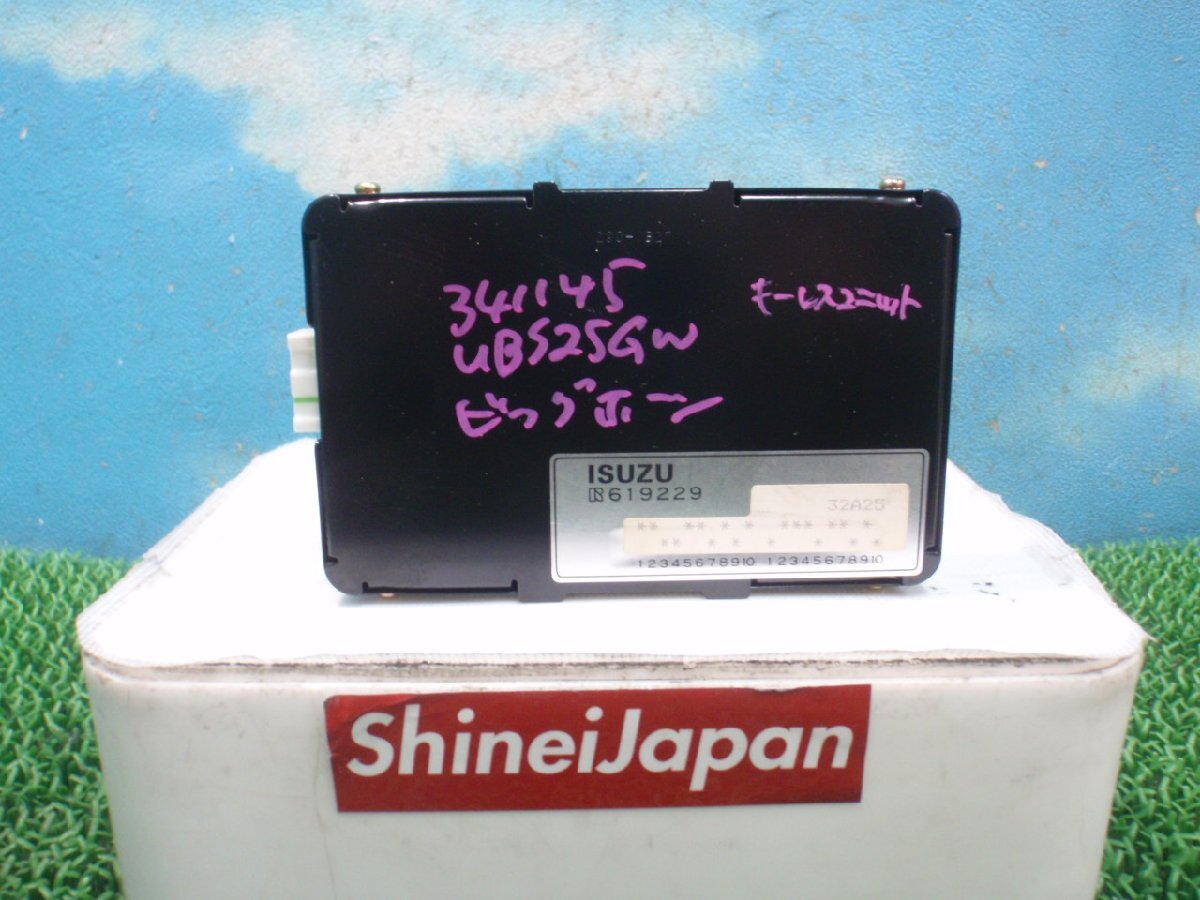 341145
UBS25GW
ビッグホーン
キーレスユニット
ISUZU
619229
32A25
** ** * * *** ** *
** * * * * * *
12345678910 12345678910
ShineiJapan